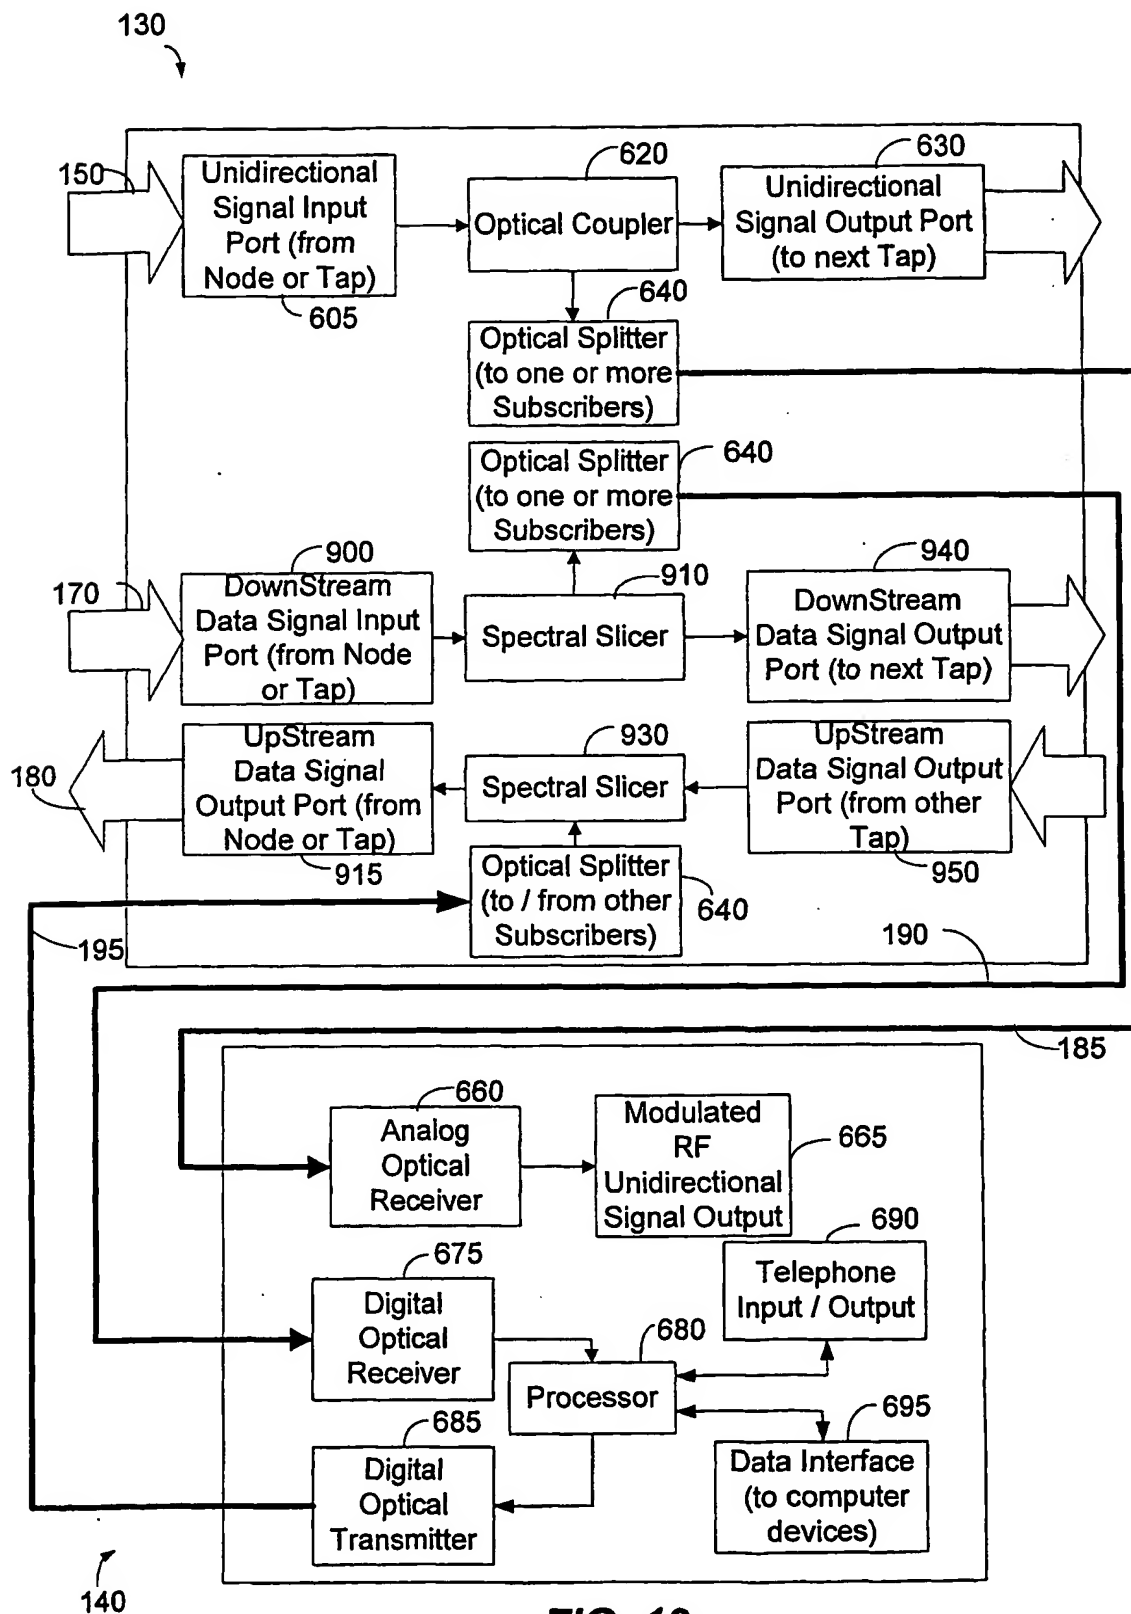 130
150
Unidirectional
Signal Input
Port (from
Node or Tap)
605
620
Optical Coupler
630
Unidirectional
Signal Output Port
(to next Tap)
640
Optical Splitter
(to one or more
Subscribers)
Optical Splitter
(to one or more
Subscribers)
640
170
900
DownStream
Data Signal Input
Port (from Node
or Tap)
910
Spectral Slicer
940
DownStream
Data Signal Output
Port (to next Tap)
180
UpStream
Data Signal
Output Port (from
Node or Tap)
915
930
Spectral Slicer
UpStream
Data Signal Output
Port (from other
Tap)
950
Optical Splitter
(to / from other
Subscribers)
640
195
190
185
660
Analog
Optical
Receiver
Modulated
RF
Unidirectional
Signal Output
665
675
Digital
Optical
Receiver
680
Processor
690
Telephone
Input / Output
685
Digital
Optical
Transmitter
695
Data Interface
(to computer
devices)
140